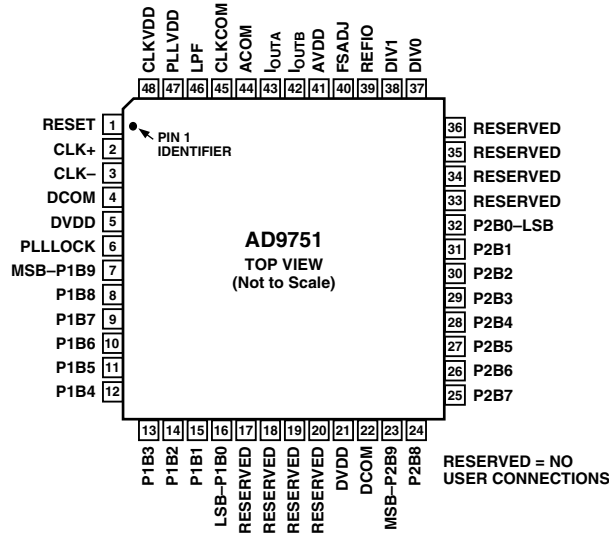 CLKVDD
PLLVDD
LPF
CLKCOM
ACOM
IOUTA
IOUTB
AVDD
FSADJ
REFIO
DIV1
DIV0
48 47 46 45 44 43 42 41 40 39 38 37
RESET 1
CLK+ 2
CLK– 3
DCOM 4
DVDD 5
PLLLOCK 6
MSB–P1B9 7
P1B8 8
P1B7 9
P1B6 10
P1B5 11
P1B4 12
PIN 1
IDENTIFIER
AD9751
TOP VIEW
(Not to Scale)
36 RESERVED
35 RESERVED
34 RESERVED
33 RESERVED
32 P2B0–LSB
31 P2B1
30 P2B2
29 P2B3
28 P2B4
27 P2B5
26 P2B6
25 P2B7
13 14 15 16 17 18 19 20 21 22 23 24
P1B3
P1B2
P1B1
LSB–P1B0
RESERVED
RESERVED
RESERVED
RESERVED
DVDD
DCOM
MSB–P2B9
P2B8
RESERVED = NO
USER CONNECTIONS